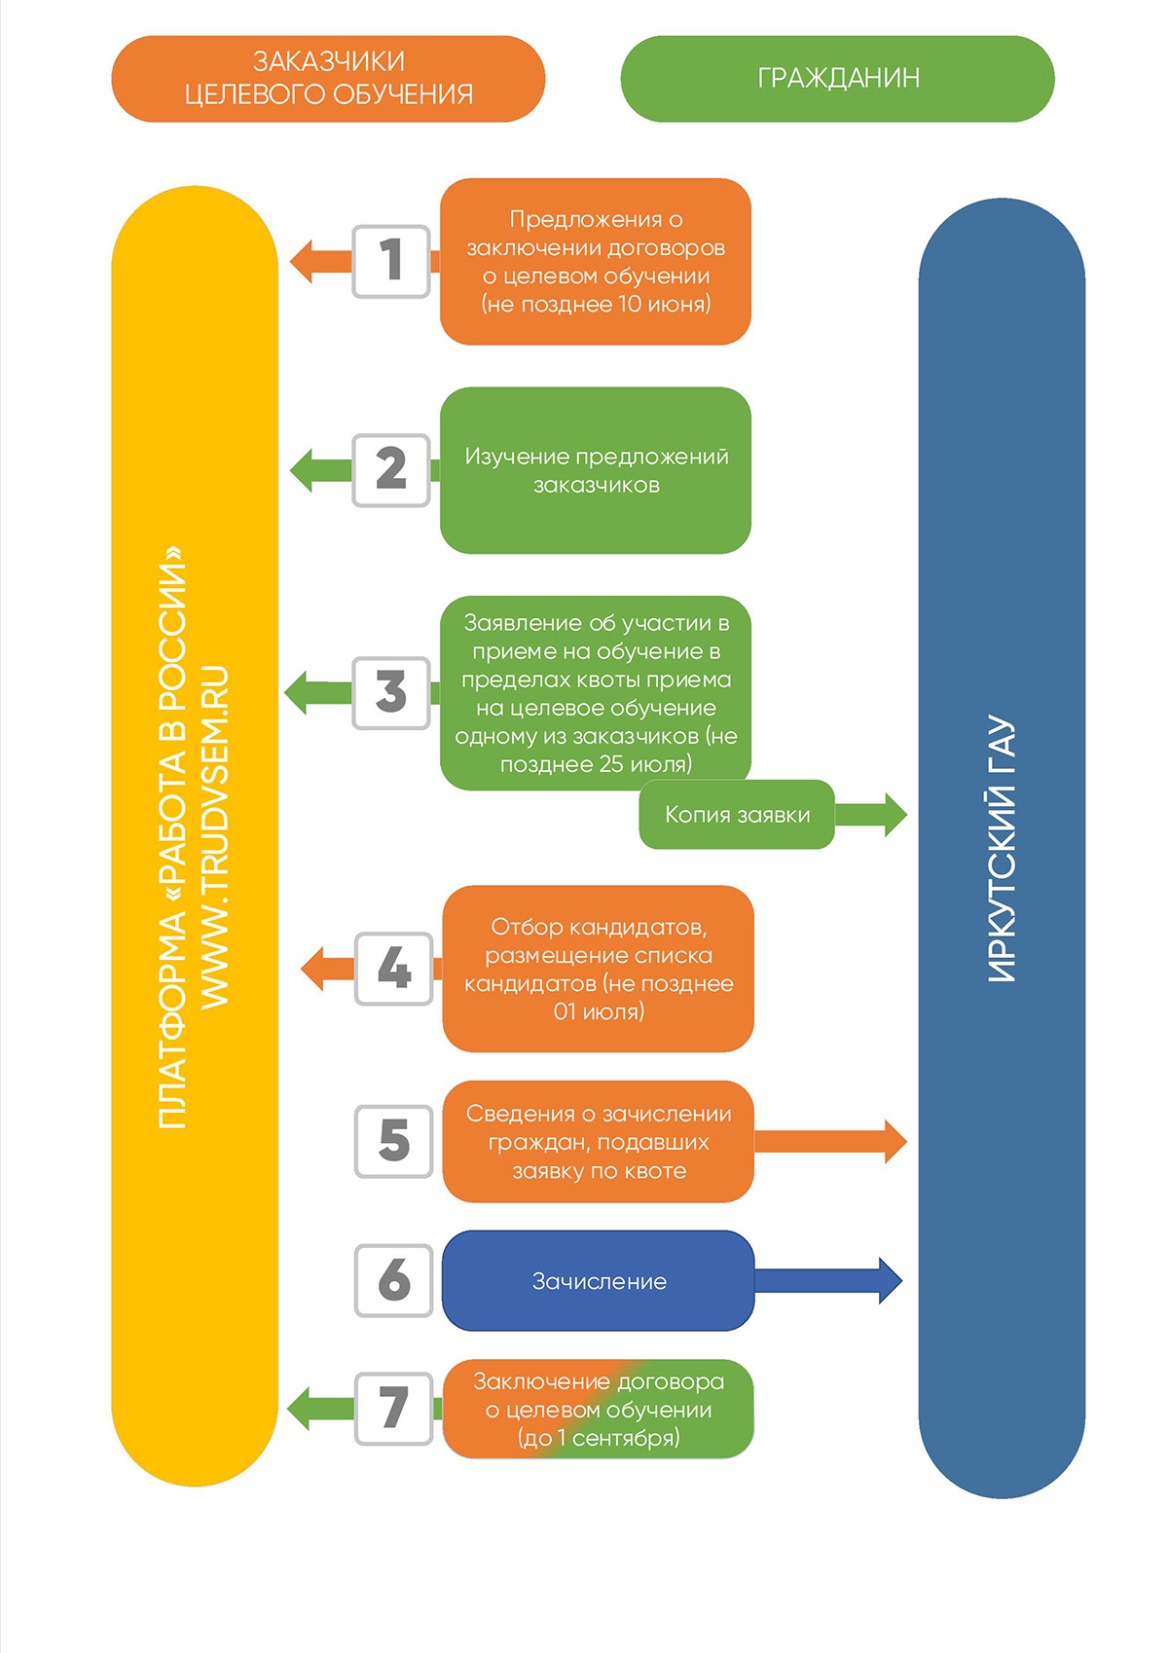 ЗАКАЗЧИКИ
ЦЕЛЕВОГО ОБУЧЕНИЯ
ГРАЖДАНИН
ПЛАТФОРМА «РАБОТА В РОССИИ»
WWW.TRUDVSEM.RU
1
Предложения о
заключении договоров
о целевом обучении
(не позднее 10 июня)
2
Изучение предложений
заказчиков
3
Заявление об участии в
приеме на обучение в
пределах квоты приема
на целевое обучение
одному из заказчиков (не
позднее 25 июля)
Копия заявки
4
Отбор кандидатов,
размещение списка
кандидатов (не позднее
01 июля)
5
Сведения о зачислении
граждан, подавших
заявку по квоте
6
Зачисление
7
Заключение договора
о целевом обучении
(до 1 сентября)
ИРКУТСКИЙ ГАУ